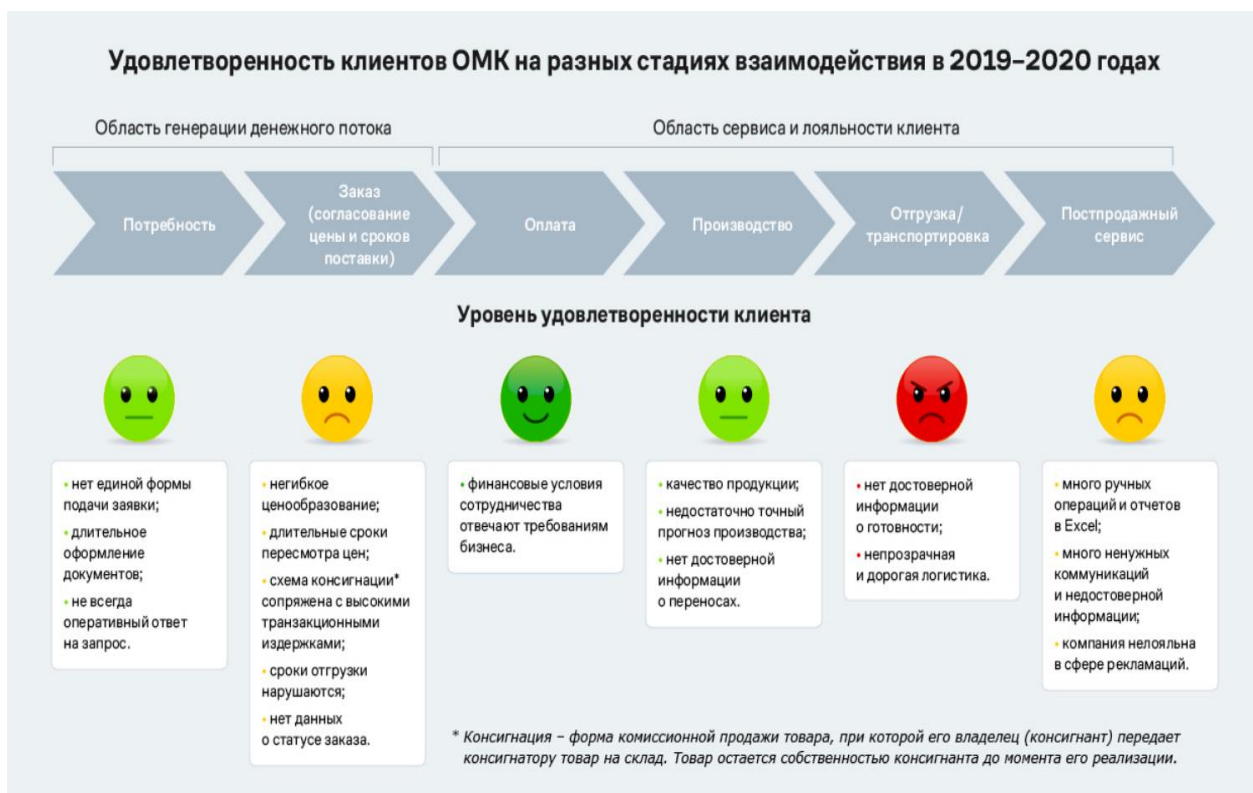 Удовлетворенность клиентов ОМК на разных стадиях взаимодействия в 2019–2020 годах
Область генерации денежного потока
Область сервиса и лояльности клиента
Потребность
Заказ
(согласование
цены и сроков
поставки)
Оплата
Производство
Отгрузка/
транспортировка
Постпродажный
сервис
Уровень удовлетворенности клиента
• нет единой формы
подачи заявки;
• длительное
оформление
документов;
• не всегда
оперативный ответ
на запрос.
• негибкое
ценообразование;
• длительные сроки
пересмотра цен;
• схема консигнации*
сопряжена с высокими
транзакционными
издержками;
• сроки отгрузки
нарушаются;
• нет данных
о статусе заказа.
• финансовые условия
сотрудничества
отвечают требованиям
бизнеса.
• качество продукции;
• недостаточно точный
прогноз производства;
• нет достоверной
информации
о переносах.
• нет достоверной
информации
о готовности;
• непрозрачная
и дорогая логистика.
• много ручных
операций и отчетов
в Excel;
• много ненужных
коммуникаций
и недостоверной
информации;
• компания нелояльна
в сфере рекламаций.
* Консигнация – форма комиссионной продажи товара, при которой его владелец (консигнант) передает
консигнатору товар на склад. Товар остается собственностью консигнанта до момента его реализации.